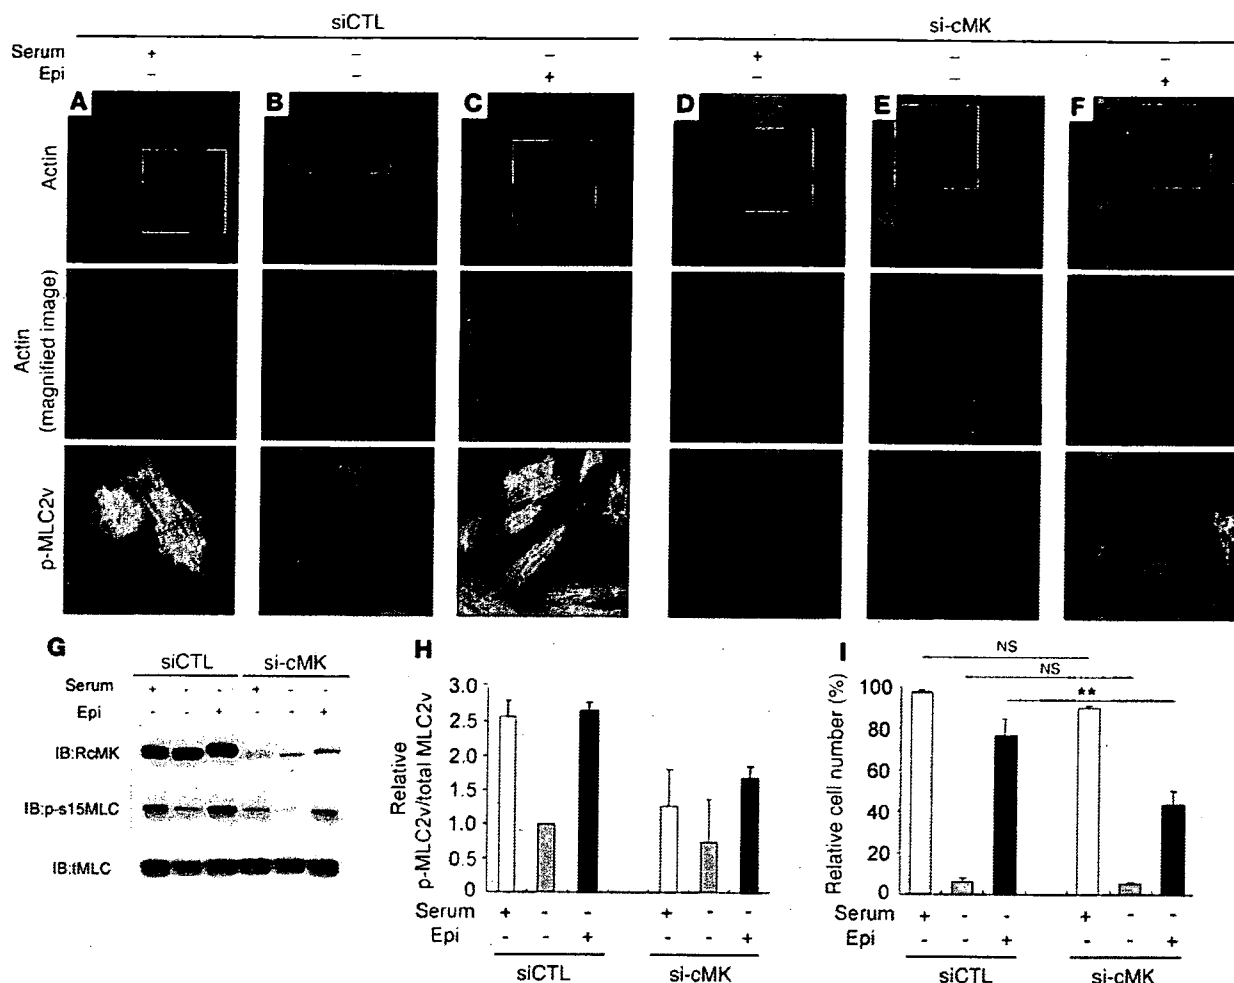 siCTL si-cMK
Serum + - - + - -
Epi - - + - - +
A B C D E F
Actin
Actin
(magnified image)
p-MLC2v
G H I
siCTL si-cMK
Serum + - - + - -
Epi - - + - - +
IB:RcMK
IB:p-s15MLC
IB:tMLC
Relative
p-MLC2v/total MLC2v
3.0
2.5
2.0
1.5
1.0
0.5
0
Serum + - - + - -
Epi - - + - - +
siCTL si-cMK
NS
NS
**
Relative cell number (%)
100
80
60
40
20
0
Serum + - - + - -
Epi - - + - - +
siCTL si-cMK